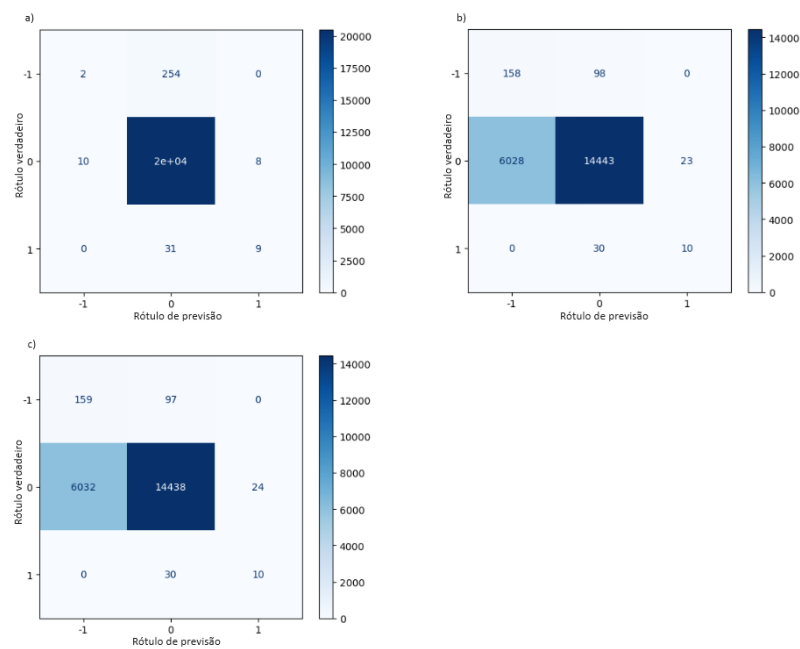 a)
-1
0
1
Rótulo verdadeiro
2 254 0
10 2e+04 8
0 31 9
-1 0 1
Rótulo de previsão
20000
17500
15000
12500
10000
7500
5000
2500
0
b)
-1
0
1
Rótulo verdadeiro
158 98 0
6028 14443 23
0 30 10
-1 0 1
Rótulo de previsão
14000
12000
10000
8000
6000
4000
2000
0
c)
-1
0
1
Rótulo verdadeiro
159 97 0
6032 14438 24
0 30 10
-1 0 1
Rótulo de previsão
14000
12000
10000
8000
6000
4000
2000
0